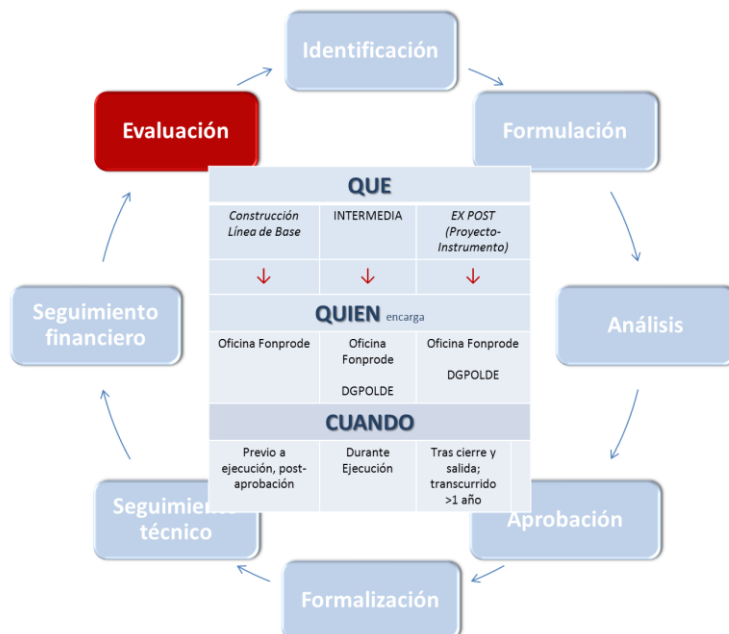 Identificación
Evaluación
Formulación
QUE
Construcción
Línea de Base
INTERMEDIA
EX POST
(Proyecto-
Instrumento)
↓ ↓ ↓
Seguimiento
financiero
Análisis
QUIEN encarga
Oficina Fonprode
Oficina
Fonprode
DGPOLDE
Oficina Fonprode
DGPOLDE
CUANDO
Previo a
ejecución, post-
aprobación
Durante
Ejecución
Tras cierre y
salida;
transcurrido
>1 año
Seguimiento
técnico
Aprobación
Formalización